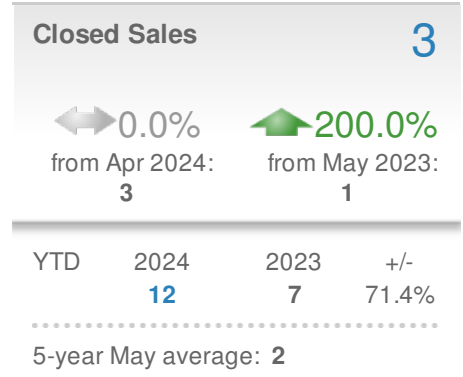 Closed Sales 3
0.0% 200.0%
from Apr 2024: from May 2023:
3 1
YTD 2024 2023 +/-
12 7 71.4%
5-year May average: 2